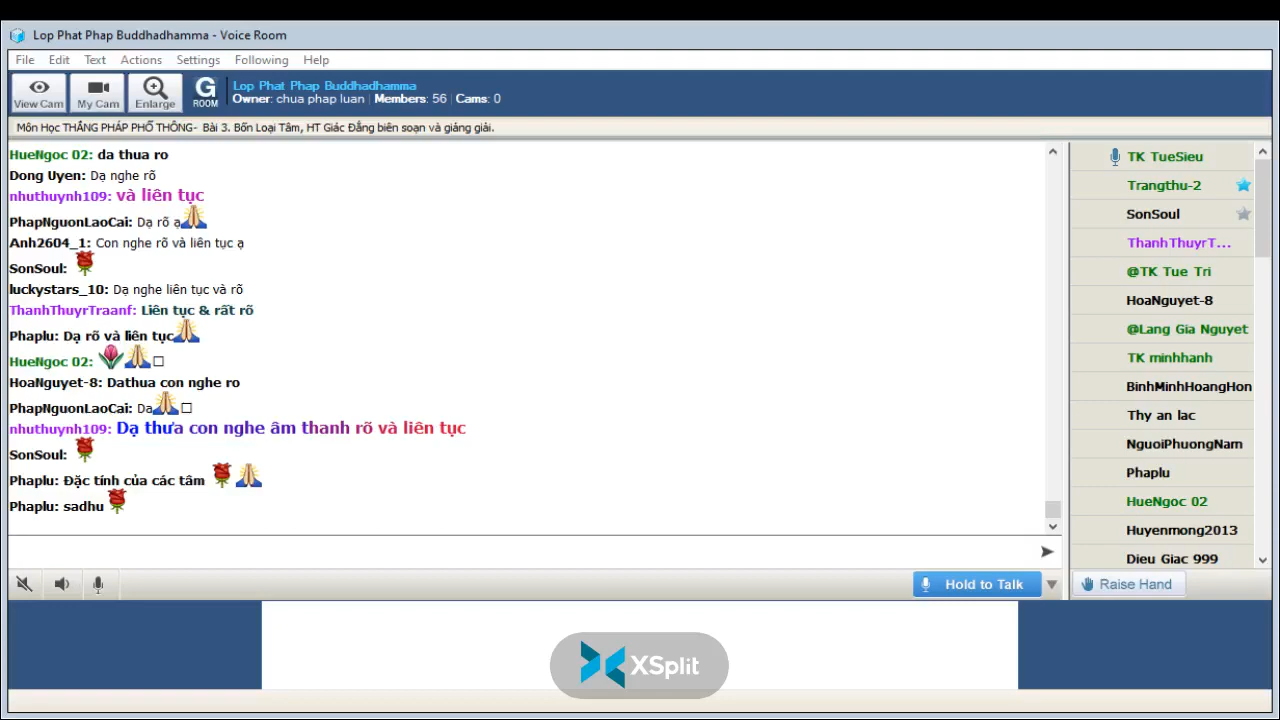 Lop Phat Phap Buddhadhamma - Voice Room
File Edit Text Actions Settings Following Help
View Cam My Cam Enlarge G ROOM
Lop Phat Phap Buddhadhamma
Owner: chua phap luan | Members: 56 | Cams: 0
Môn Học THẮNG PHÁP PHỔ THÔNG- Bài 3. Bốn Loại Tâm, HT Giác Đẳng biên soạn và giảng giải.
HueNgoc 02: da thua ro
Dong Uyen: Dạ nghe rõ
nhuthuynh109: và liên tục
PhapNguonLaoCai: Dạ rõ ạ
Anh2604_1: Con nghe rõ và liên tục ạ
SonSoul:
luckystars_10: Dạ nghe liên tục và rõ
ThanhThuyrTraanf: Liên tục & rất rõ
Phaplu: Dạ rõ và liên tục
HueNgoc 02:
HoaNguyet-8: Dathua con nghe ro
PhapNguonLaoCai: Da
nhuthuynh109: Dạ thưa con nghe âm thanh rõ và liên tục
SonSoul:
Phaplu: Đặc tính của các tâm
Phaplu: sadhu
TK TueSieu
Trangthu-2
SonSoul
ThanhThuyrT...
@TK Tue Tri
HoaNguyet-8
@Lang Gia Nguyet
TK minhhanh
BinhMinhHoangHon
Thy an lac
NguoiPhuongNam
Phaplu
HueNgoc 02
Huyenmong2013
Dieu Giac 999
Hold to Talk
Raise Hand
XSplit